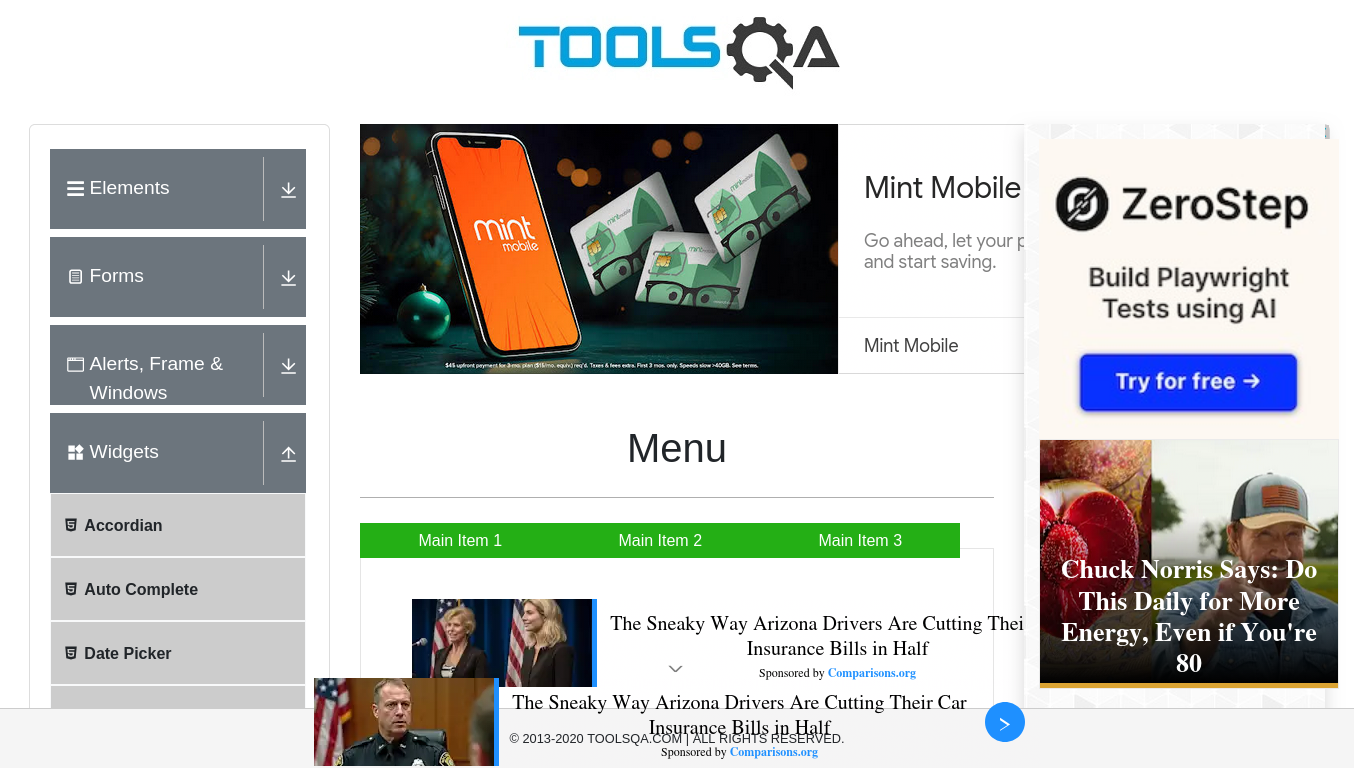 TOOLSQA
Elements
Forms
Alerts, Frame &
Windows
Widgets
Accordian
Auto Complete
Date Picker
mint
mobile
mintmobile
mintmobile
mintmobile
$45 upfront payment for 3-mo. plan ($15/mo. equiv.) req'd. Taxes & fees extra. First 3 mos. only. Speeds slow >40GB. See terms.
Mint Mobile
Go ahead, let your p
and start saving.
Mint Mobile
Menu
Main Item 1
Main Item 2
Main Item 3
The Sneaky Way Arizona Drivers Are Cutting Thei
Insurance Bills in Half
Sponsored by Comparisons.org
The Sneaky Way Arizona Drivers Are Cutting Their Car
Insurance Bills in Half
© 2013-2020 TOOLSQA.COM | ALL RIGHTS RESERVED.
Sponsored by Comparisons.org
ZeroStep
Build Playwright
Tests using AI
Try for free →
Chuck Norris Says: Do
This Daily for More
Energy, Even if You're
80